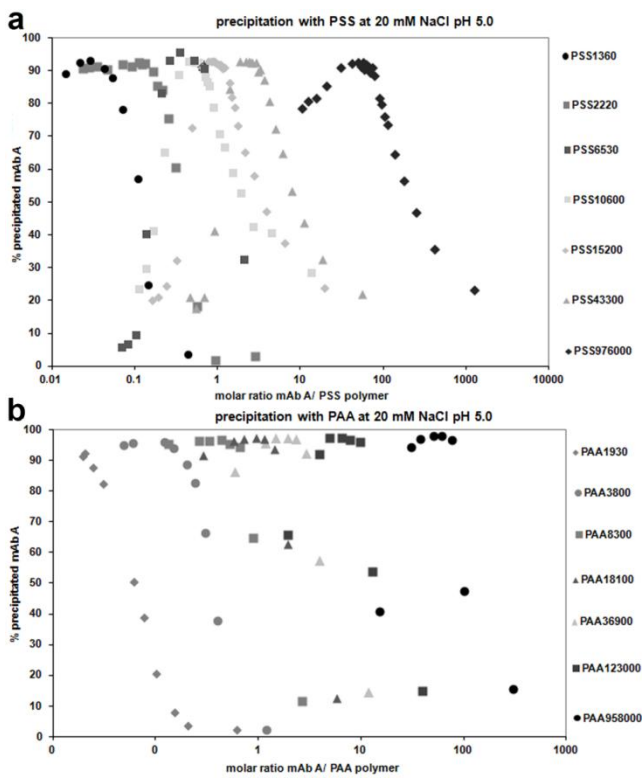 a
precipitation with PSS at 20 mM NaCl pH 5.0
% precipitated mAb A
100
90
80
70
60
50
40
30
20
10
0
0.01 0.1 1 10 100 1000 10000
molar ratio mAb A/ PSS polymer
PSS1360
PSS2220
PSS6530
PSS10600
PSS15200
PSS43300
PSS976000
b
precipitation with PAA at 20 mM NaCl pH 5.0
% precipitated mAb A
100
90
80
70
60
50
40
30
20
10
0
0 0 1 10 100 1000
molar ratio mAb A/ PAA polymer
PAA1930
PAA3800
PAA8300
PAA18100
PAA36900
PAA123000
PAA958000